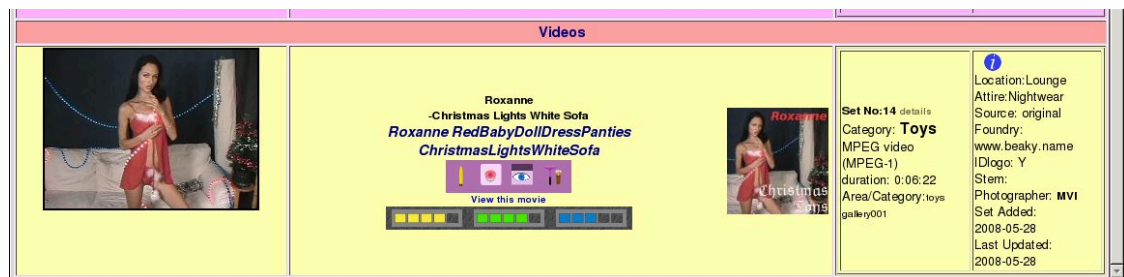 Videos
Roxanne
-Christmas Lights White Sofa
Roxanne RedBabyDollDressPanties
ChristmasLightsWhiteSofa
View this movie
Roxanne
Christmas
Set No:14 details
Category: Toys
MPEG video
(MPEG-1)
duration: 0:06:22
Area/Category:toys
gallery001
i
Location:Lounge
Attire:Nightwear
Source: original
Foundry:
www.beaky.name
IDlogo: Y
Stem:
Photographer: MVI
Set Added:
2008-05-28
Last Updated:
2008-05-28